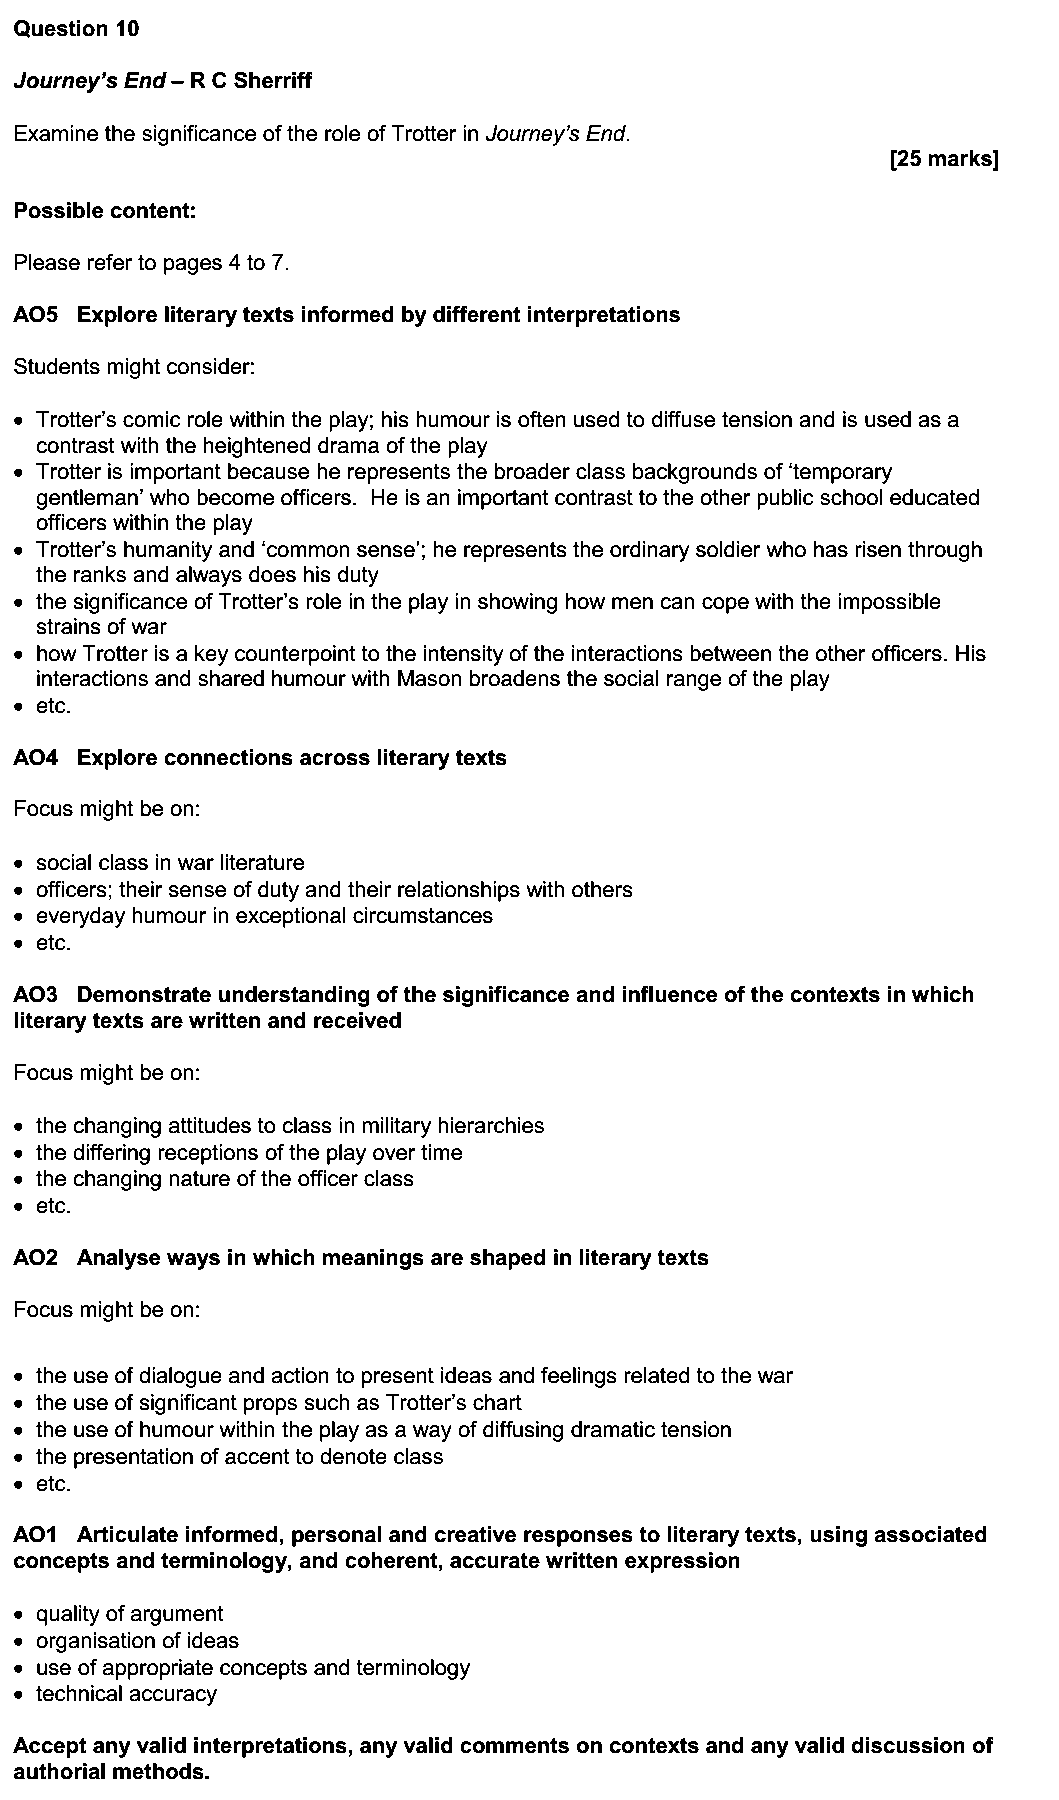 Question 10
Journey's End – R C Sherriff
Examine the significance of the role of Trotter in Journey's End.
[25 marks]
Possible content:
Please refer to pages 4 to 7.
AO5 Explore literary texts informed by different interpretations
Students might consider:
• Trotter's comic role within the play; his humour is often used to diffuse tension and is used as a
contrast with the heightened drama of the play
• Trotter is important because he represents the broader class backgrounds of 'temporary
gentleman' who become officers. He is an important contrast to the other public school educated
officers within the play
• Trotter's humanity and 'common sense'; he represents the ordinary soldier who has risen through
the ranks and always does his duty
• the significance of Trotter's role in the play in showing how men can cope with the impossible
strains of war
• how Trotter is a key counterpoint to the intensity of the interactions between the other officers. His
interactions and shared humour with Mason broadens the social range of the play
• etc.
AO4 Explore connections across literary texts
Focus might be on:
• social class in war literature
• officers; their sense of duty and their relationships with others
• everyday humour in exceptional circumstances
• etc.
AO3 Demonstrate understanding of the significance and influence of the contexts in which
literary texts are written and received
Focus might be on:
• the changing attitudes to class in military hierarchies
• the differing receptions of the play over time
• the changing nature of the officer class
• etc.
AO2 Analyse ways in which meanings are shaped in literary texts
Focus might be on:
• the use of dialogue and action to present ideas and feelings related to the war
• the use of significant props such as Trotter's chart
• the use of humour within the play as a way of diffusing dramatic tension
• the presentation of accent to denote class
• etc.
AO1 Articulate informed, personal and creative responses to literary texts, using associated
concepts and terminology, and coherent, accurate written expression
• quality of argument
• organisation of ideas
• use of appropriate concepts and terminology
• technical accuracy
Accept any valid interpretations, any valid comments on contexts and any valid discussion of
authorial methods.